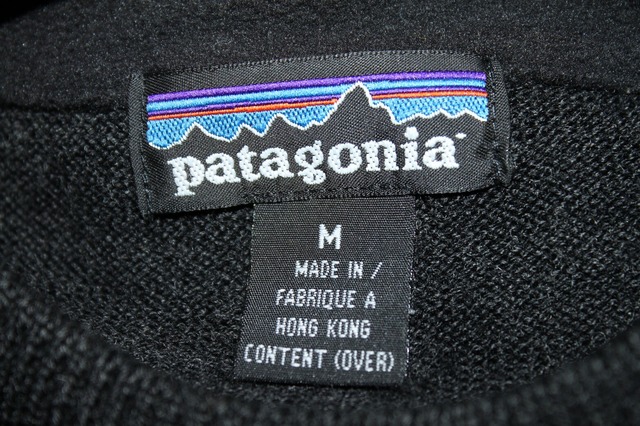 patagonia
M
MADE IN /
FABRIQUE A
HONG KONG
CONTENT (OVER)